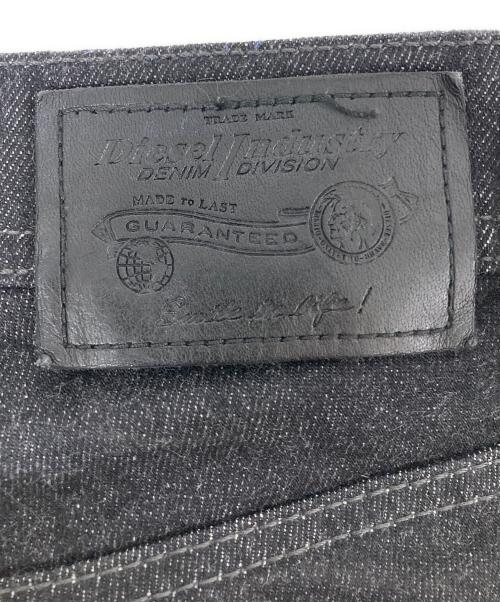 TRADE MARK
Diesel Industry
DENIM DIVISION
MADE to LAST
GUARANTEED